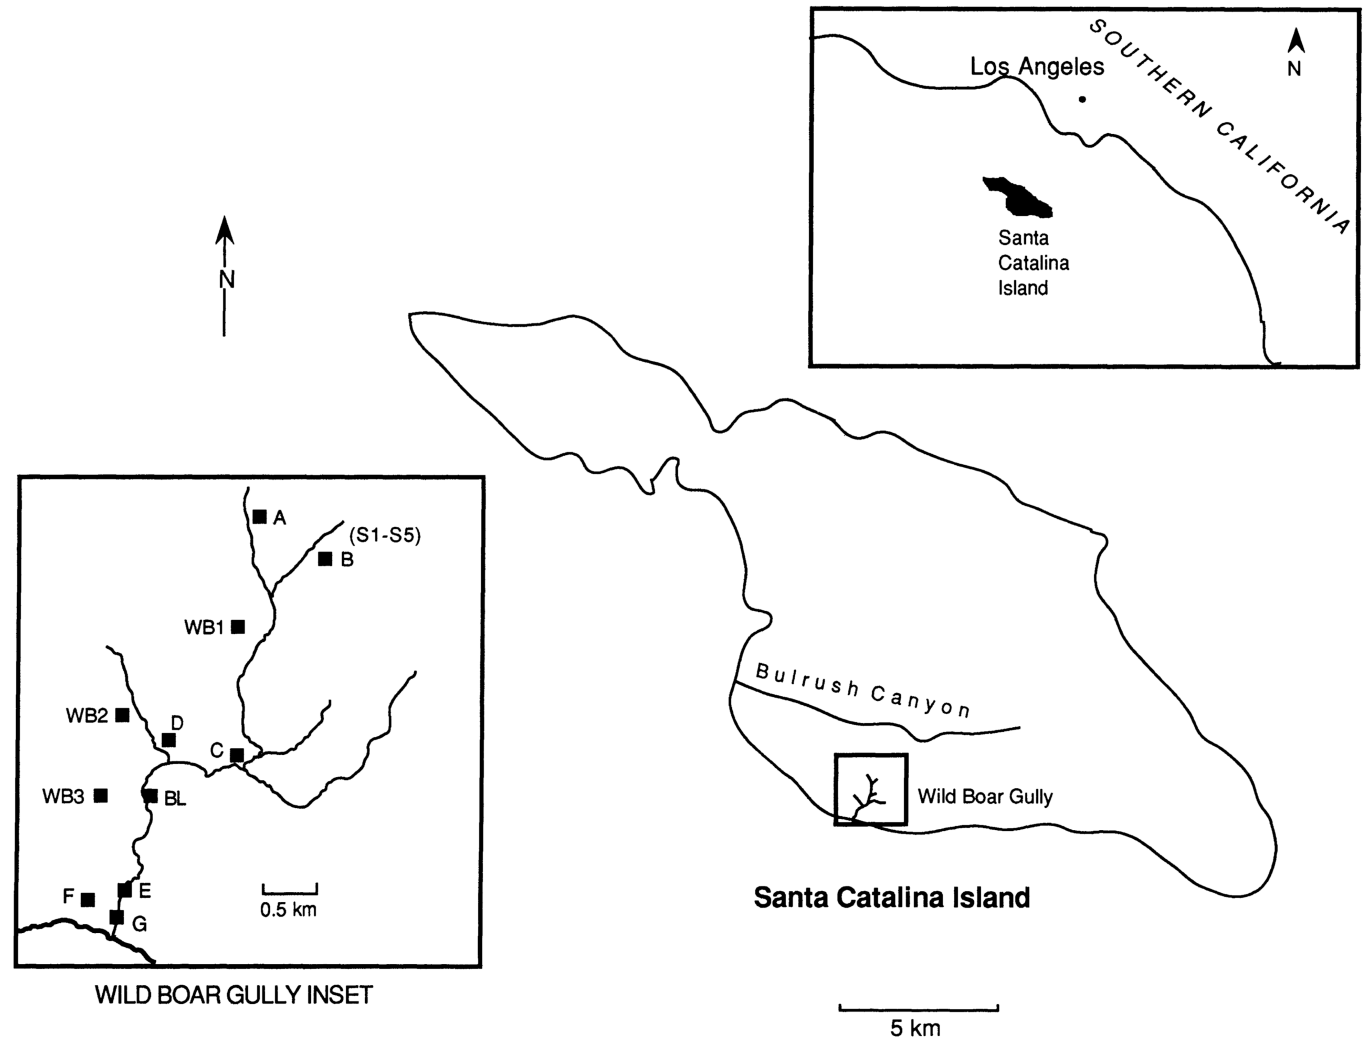 SOUTHERN CALIFORNIA
N
Los Angeles
Santa
Catalina
Island
N
A
(S1-S5)
B
WB1
Bulrush Canyon
WB2
D
C
WB3
BL
Wild Boar Gully
F
E
G
0.5 km
Santa Catalina Island
WILD BOAR GULLY INSET
5 km